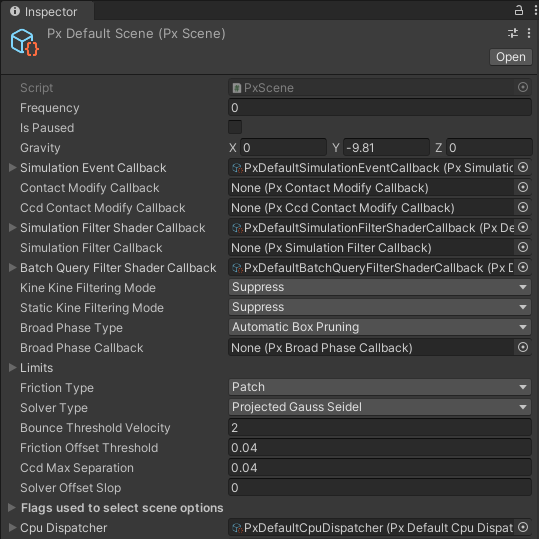 Inspector
Px Default Scene (Px Scene)
Open
Script PxScene
Frequency 0
Is Paused
Gravity X 0 Y -9.81 Z 0
Simulation Event Callback PxDefaultSimulationEventCallback (Px Simulatio
Contact Modify Callback None (Px Contact Modify Callback)
Ccd Contact Modify Callback None (Px Ccd Contact Modify Callback)
Simulation Filter Shader Callback PxDefaultSimulationFilterShaderCallback (Px De
Simulation Filter Callback None (Px Simulation Filter Callback)
Batch Query Filter Shader Callback PxDefaultBatchQueryFilterShaderCallback (Px D
Kine Kine Filtering Mode Suppress
Static Kine Filtering Mode Suppress
Broad Phase Type Automatic Box Pruning
Broad Phase Callback None (Px Broad Phase Callback)
Limits
Friction Type Patch
Solver Type Projected Gauss Seidel
Bounce Threshold Velocity 2
Friction Offset Threshold 0.04
Ccd Max Separation 0.04
Solver Offset Slop 0
Flags used to select scene options
Cpu Dispatcher PxDefaultCpuDispatcher (Px Default Cpu Dispat